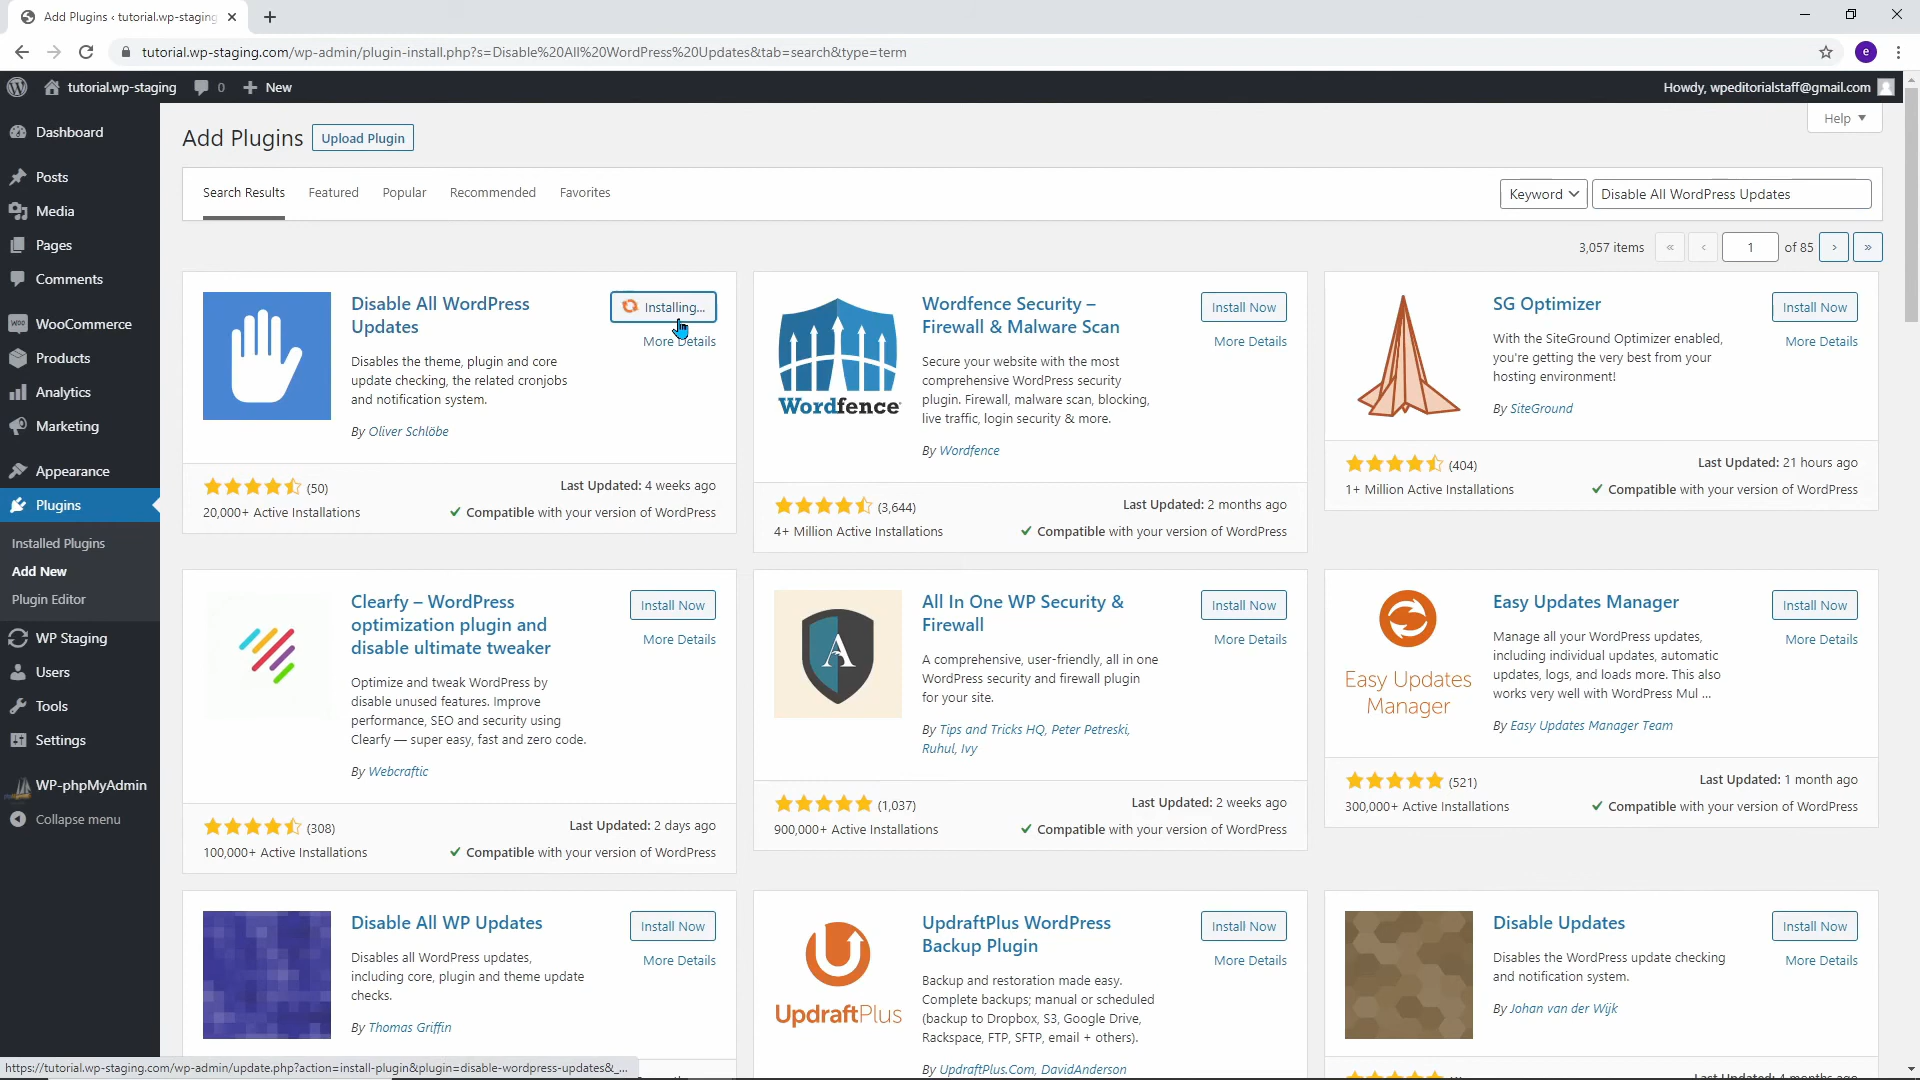 Add Plugins ‹ tutorial.wp-staging
tutorial.wp-staging.com/wp-admin/plugin-install.php?s=Disable%20All%20WordPress%20Updates&tab=search&type=term
e
tutorial.wp-staging
0
New
Howdy, wpeditorialstaff@gmail.com
Dashboard
Posts
Media
Pages
Comments
WooCommerce
Products
Analytics
Marketing
Appearance
Plugins
Installed Plugins
Add New
Plugin Editor
WP Staging
Users
Tools
Settings
WP-phpMyAdmin
Collapse menu
Add Plugins
Upload Plugin
Help
Search Results
Featured
Popular
Recommended
Favorites
Keyword
Disable All WordPress Updates
3,057 items
«
‹
1
of 85
›
»
Disable All WordPress
Updates
Installing...
More Details
Disables the theme, plugin and core
update checking, the related cronjobs
and notification system.
By Oliver Schlöbe
(50)
20,000+ Active Installations
Last Updated: 4 weeks ago
Compatible with your version of WordPress
Wordfence
Wordfence Security –
Firewall & Malware Scan
Install Now
More Details
Secure your website with the most
comprehensive WordPress security
plugin. Firewall, malware scan, blocking,
live traffic, login security & more.
By Wordfence
(3,644)
4+ Million Active Installations
Last Updated: 2 months ago
Compatible with your version of WordPress
SG Optimizer
Install Now
More Details
With the SiteGround Optimizer enabled,
you're getting the very best from your
hosting environment!
By SiteGround
(404)
1+ Million Active Installations
Last Updated: 21 hours ago
Compatible with your version of WordPress
Clearfy – WordPress
optimization plugin and
disable ultimate tweaker
Install Now
More Details
Optimize and tweak WordPress by
disable unused features. Improve
performance, SEO and security using
Clearfy — super easy, fast and zero code.
By Webcraftic
(308)
100,000+ Active Installations
Last Updated: 2 days ago
Compatible with your version of WordPress
A
All In One WP Security &
Firewall
Install Now
More Details
A comprehensive, user-friendly, all in one
WordPress security and firewall plugin
for your site.
By Tips and Tricks HQ, Peter Petreski,
Ruhul, Ivy
(1,037)
900,000+ Active Installations
Last Updated: 2 weeks ago
Compatible with your version of WordPress
Easy Updates
Manager
Easy Updates Manager
Install Now
More Details
Manage all your WordPress updates,
including individual updates, automatic
updates, logs, and loads more. This also
works very well with WordPress Mul ...
By Easy Updates Manager Team
(521)
300,000+ Active Installations
Last Updated: 1 month ago
Compatible with your version of WordPress
Disable All WP Updates
Install Now
More Details
Disables all WordPress updates,
including core, plugin and theme update
checks.
By Thomas Griffin
UpdraftPlus
UpdraftPlus WordPress
Backup Plugin
Install Now
More Details
Backup and restoration made easy.
Complete backups; manual or scheduled
(backup to Dropbox, S3, Google Drive,
Rackspace, FTP, SFTP, email + others).
By UpdraftPlus.Com, DavidAnderson
Disable Updates
Install Now
More Details
Disables the WordPress update checking
and notification system.
By Johan van der Wijk
https://tutorial.wp-staging.com/wp-admin/update.php?action=install-plugin&plugin=disable-wordpress-updates&_...